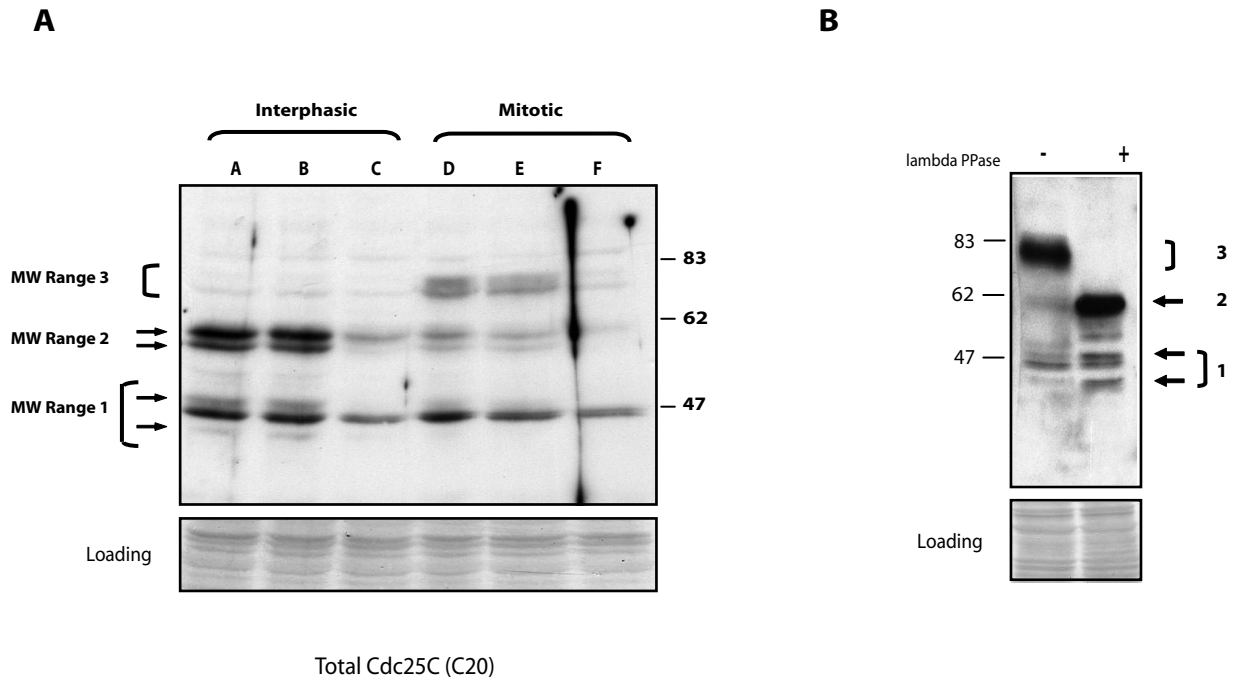 A
Interphasic Mitotic
A B C D E F
MW Range 3
MW Range 2
MW Range 1
83
62
47
Loading
Total Cdc25C (C20)
B
lambda PPase - +
83
62
47
3
2
1
Loading